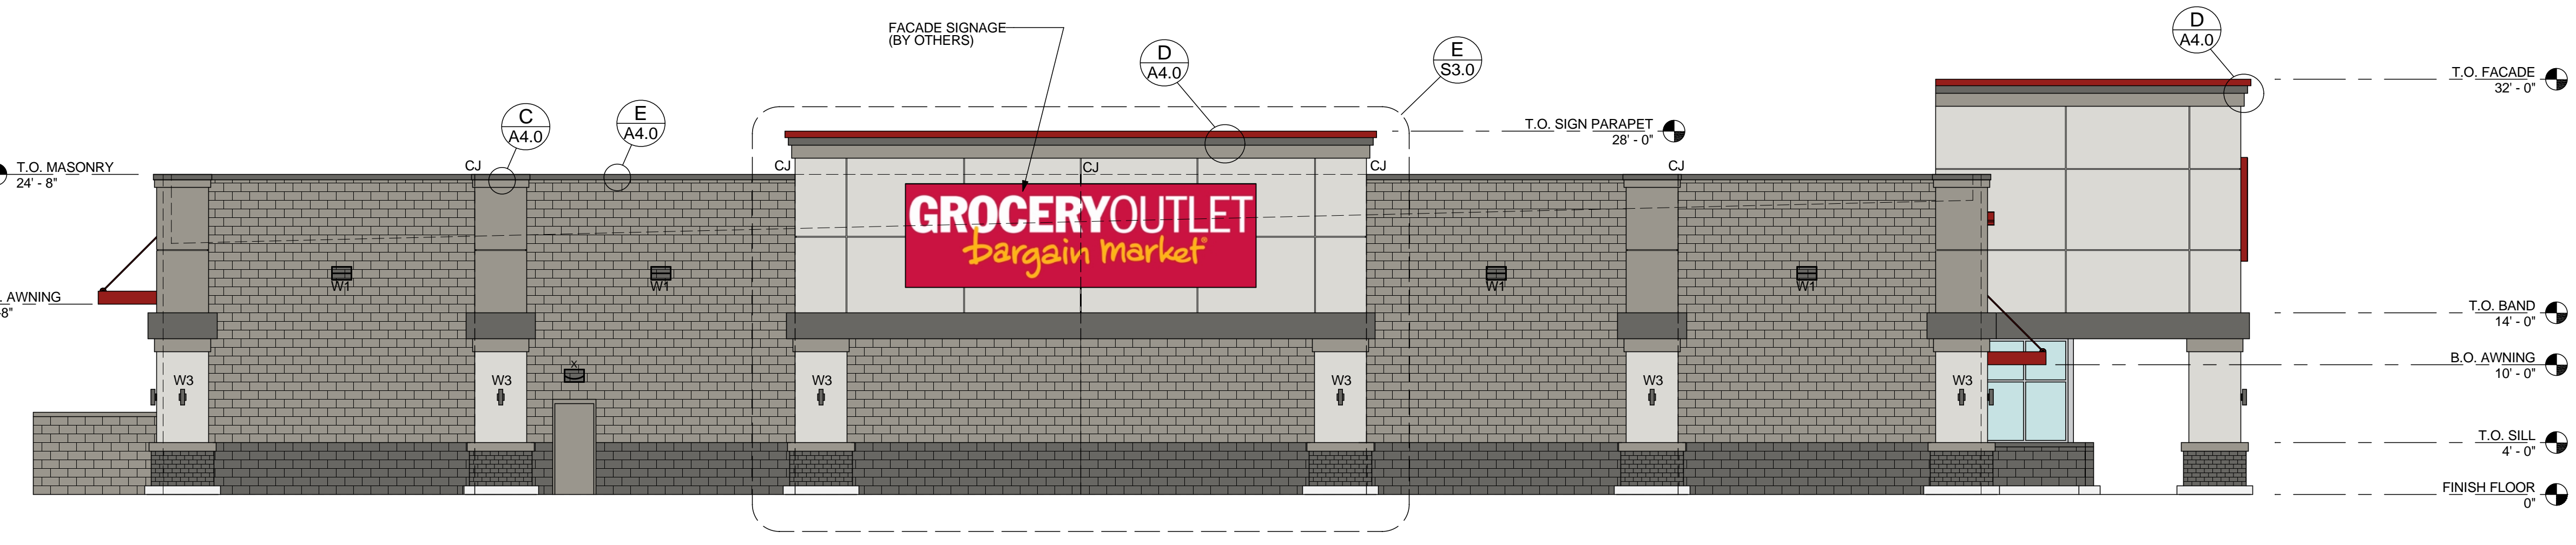 FACADE SIGNAGE
(BY OTHERS)
D
A4.0
E
S3.0
D
A4.0
C
A4.0
E
A4.0
T.O. FACADE
32' - 0"
T.O. SIGN PARAPET
28' - 0"
T.O. MASONRY
24' - 8"
CJ
CJ
CJ
CJ
CJ
GROCERYOUTLET
bargain market
W1
W1
W1
W1
AWNING
8"
T.O. BAND
14' - 0"
B.O. AWNING
10' - 0"
X
W3
W3
W3
W3
W3
W3
T.O. SILL
4' - 0"
FINISH FLOOR
0"